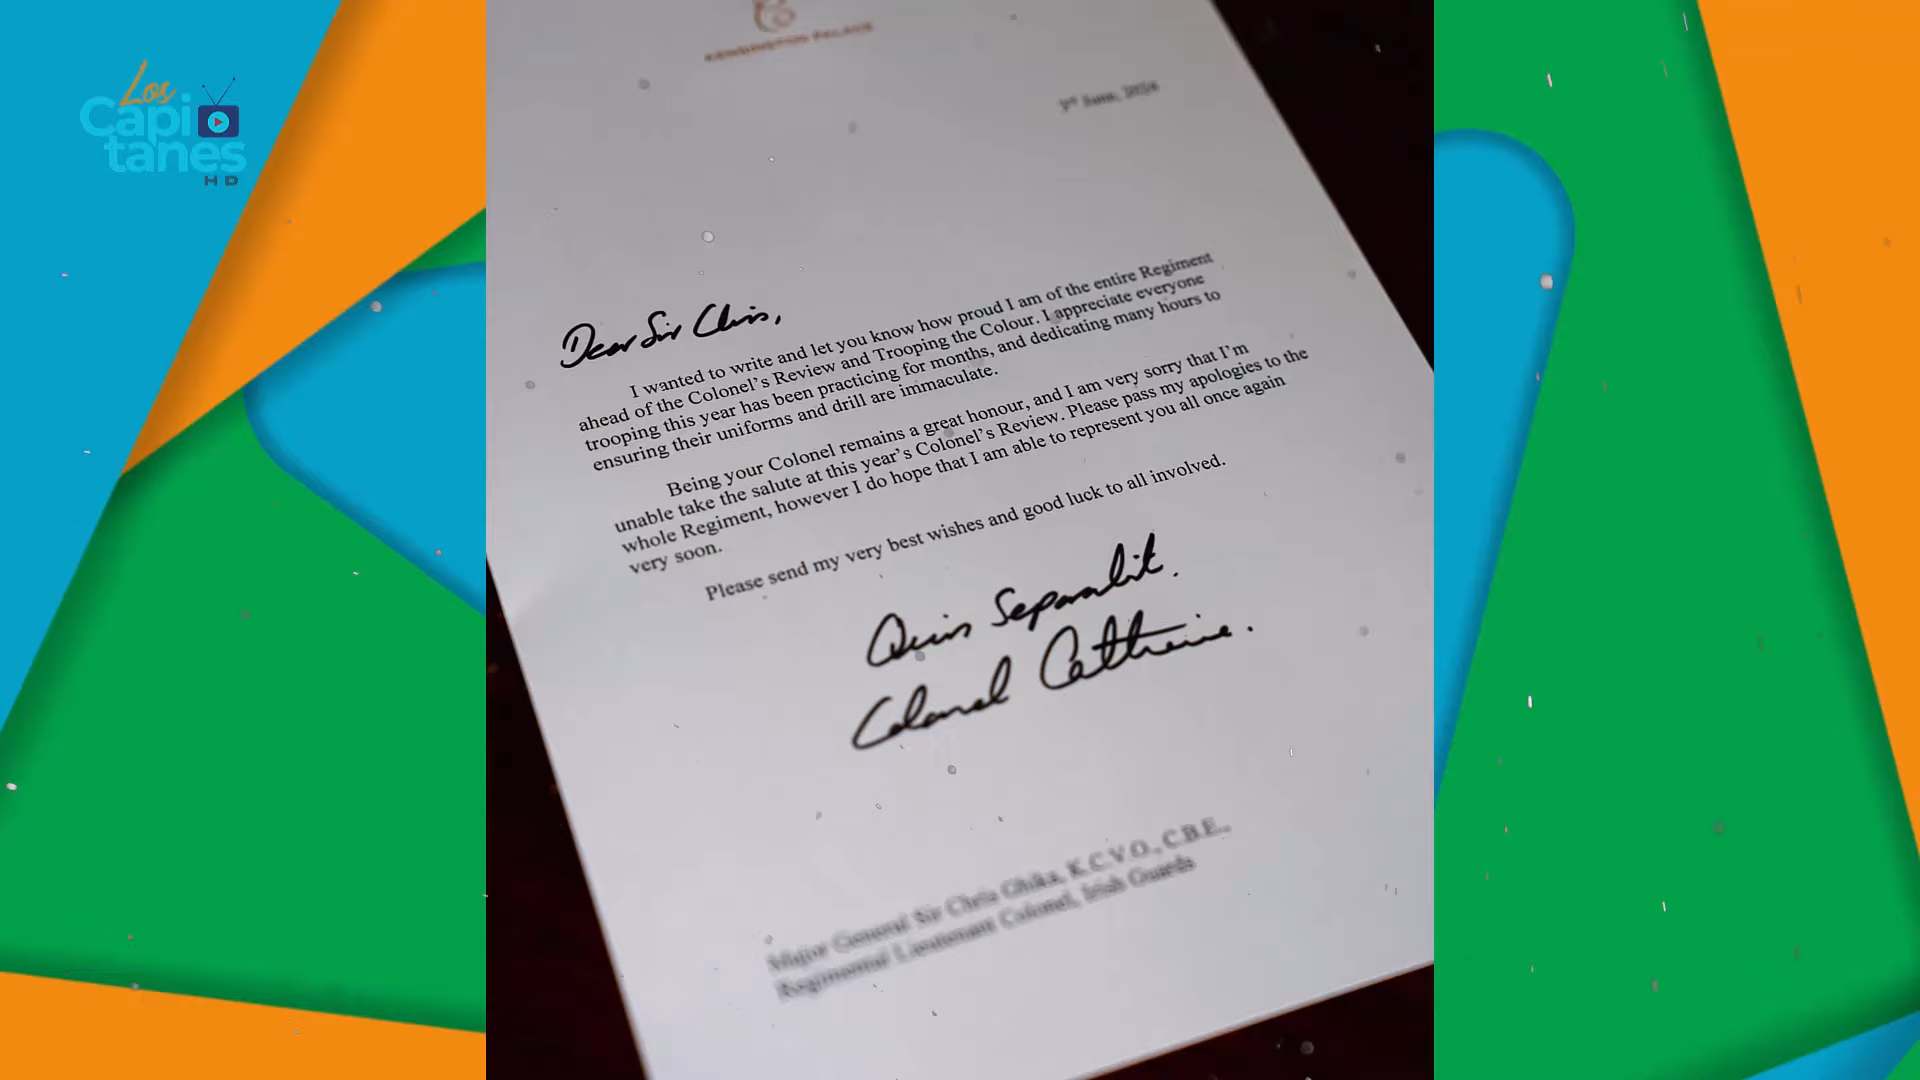 Los
Capi
tanes
HD
KENSINGTON PALACE
3rd June, 2024
Dear Sir Chris,
I wanted to write and let you know how proud I am of the entire Regiment
ahead of the Colonel's Review and Trooping the Colour. I appreciate everyone
trooping this year has been practicing for months, and dedicating many hours to
ensuring their uniforms and drill are immaculate.
Being your Colonel remains a great honour, and I am very sorry that I'm
unable take the salute at this year's Colonel's Review. Please pass my apologies to the
whole Regiment, however I do hope that I am able to represent you all once again
very soon.
Please send my very best wishes and good luck to all involved.
Quis Separabit.
Colonel Catherine.
Major General Sir Chris Ghika, K.C.V.O., C.B.E.,
Regimental Lieutenant Colonel, Irish Guards